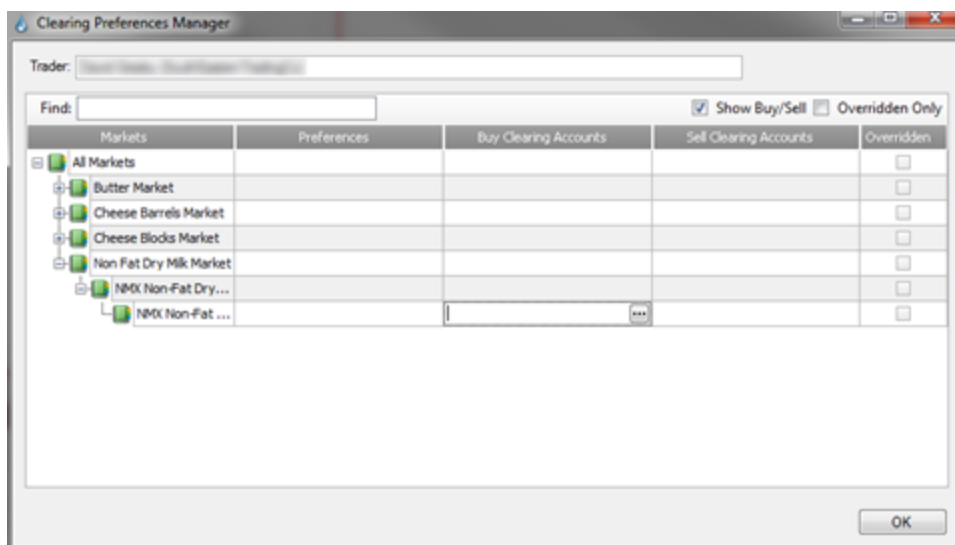 Clearing Preferences Manager
Trader:
Find: Show Buy/Sell Overridden Only
Markets Preferences Buy Clearing Accounts Sell Clearing Accounts Overridden
All Markets
Butter Market
Cheese Barrels Market
Cheese Blocks Market
Non Fat Dry Milk Market
NMX Non-Fat Dry...
NMX Non-Fat ...
OK